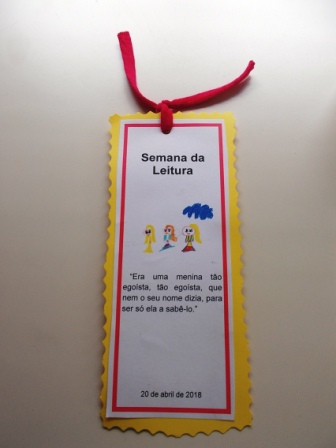 Semana da
Leitura
"Era uma menina tão
egoísta, tão egoísta, que
nem o seu nome dizia, para
ser só ela a sabê-lo."
20 de abril de 2018